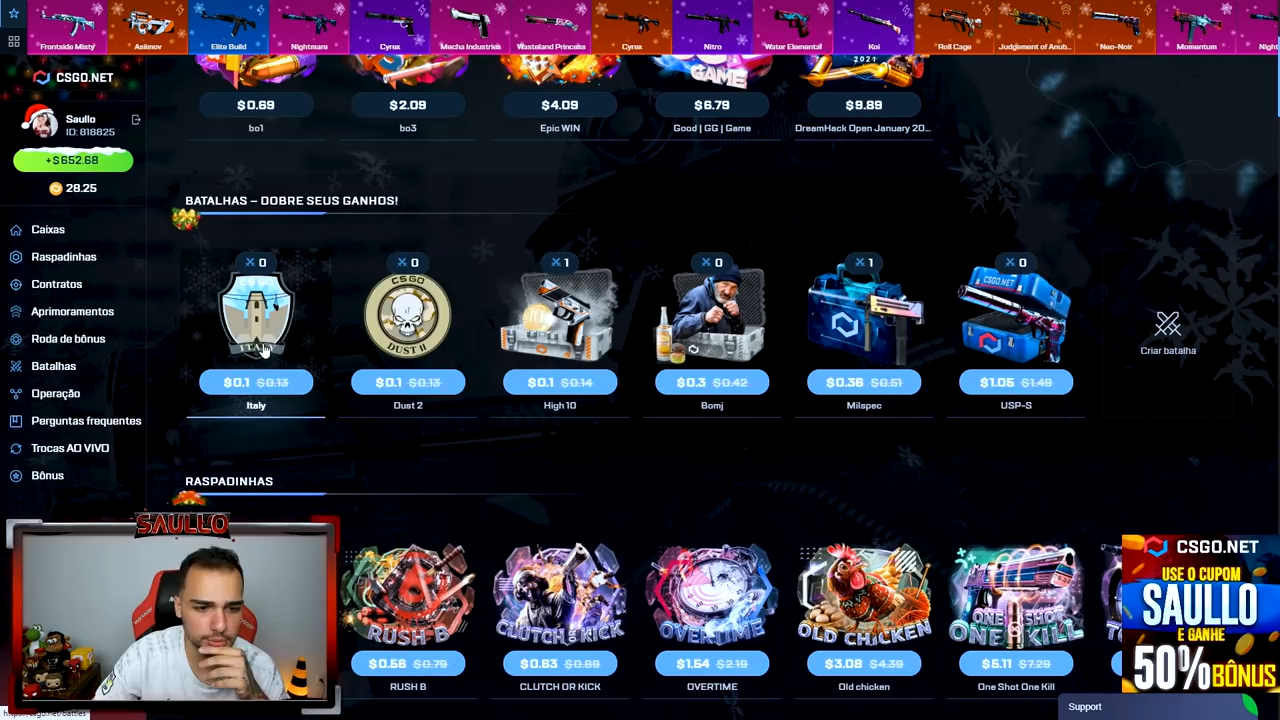 Frontside Misty
Asiimov
Elite Build
Nightmare
Cyrex
Mecha Industries
Wasteland Princess
Cyrex
Nitro
Water Elemental
Koi
Roll Cage
Judgement of Anub...
Neo-Noir
Momentum
CSGO.NET
Saullo
ID: 818825
+$652.68
28.25
Caixas
Raspadinhas
Contratos
Aprimoramentos
Roda de bônus
Batalhas
Operação
Perguntas frequentes
Trocas AO VIVO
Bônus
GAME
2021
$0.69
$2.09
$4.09
$6.79
$9.89
bo1
bo3
Epic WIN
Good | GG | Game
DreamHack Open January 20...
BATALHAS – DOBRE SEUS GANHOS!
0
0
1
0
1
0
CSGO
DUST II
CSGO.NET
$0.1 $0.13
$0.1 $0.13
$0.1 $0.14
$0.3 $0.42
$0.36 $0.51
$1.05 $1.49
Italy
Dust 2
High 10
Bomj
Milspec
USP-S
Criar batalha
RASPADINHAS
RUSH B
CLUTCH OR KICK
OVERTIME
OLD CHICKEN
ONE SHOT
ONE KILL
$0.56 $0.79
$0.63 $0.89
$1.54 $2.19
$3.08 $4.39
$5.11 $7.29
RUSH B
CLUTCH OR KICK
OVERTIME
Old chicken
One Shot One Kill
SAULLO
CSGO.NET
USE O CUPOM
SAULLO
E GANHE
50% BÔNUS
Support